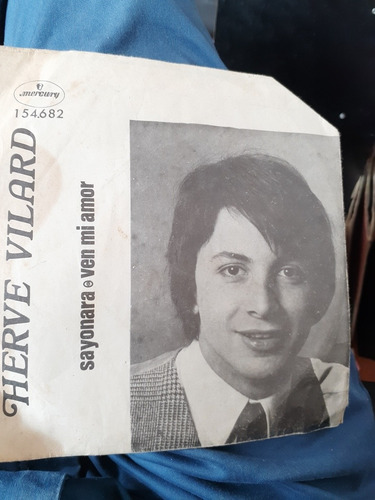 mercury
154.682
HERVE VILARD
sayonara ven mi amor